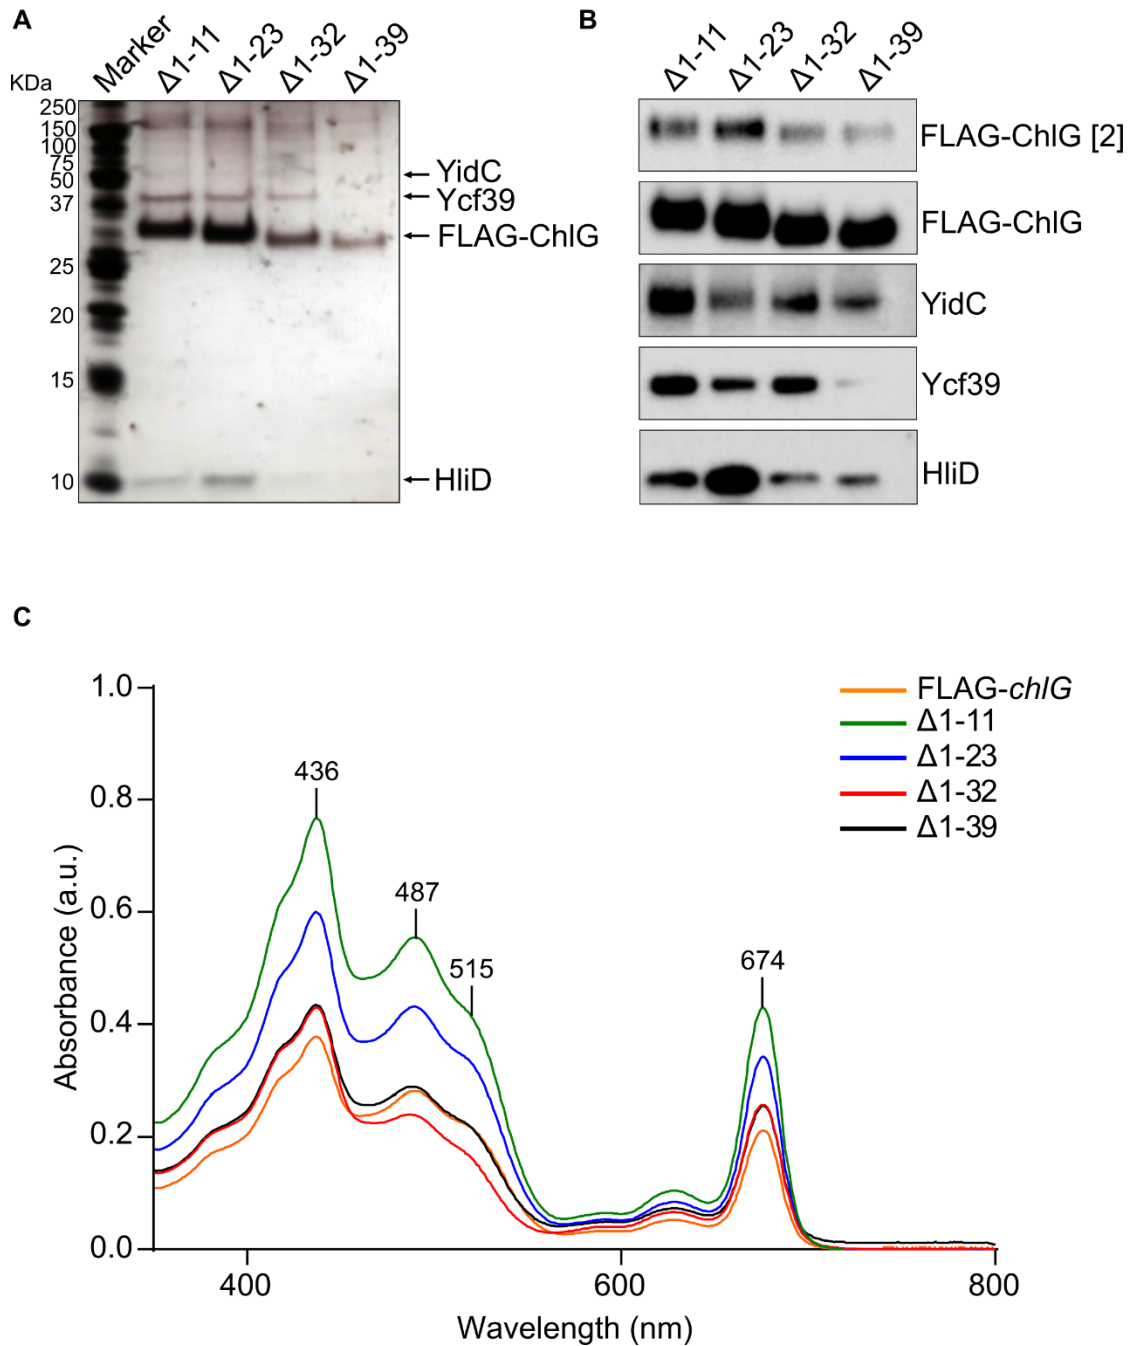 A
KDa
Marker
Δ1-11
Δ1-23
Δ1-32
Δ1-39
250
150
100
75
50
37
25
20
15
10
YidC
Ycf39
FLAG-ChlG
HliD
B
Δ1-11
Δ1-23
Δ1-32
Δ1-39
FLAG-ChlG [2]
FLAG-ChlG
YidC
Ycf39
HliD
C
1.0
0.8
0.6
0.4
0.2
0.0
Absorbance (a.u.)
436
487
515
674
FLAG-chlG
Δ1-11
Δ1-23
Δ1-32
Δ1-39
400
600
800
Wavelength (nm)